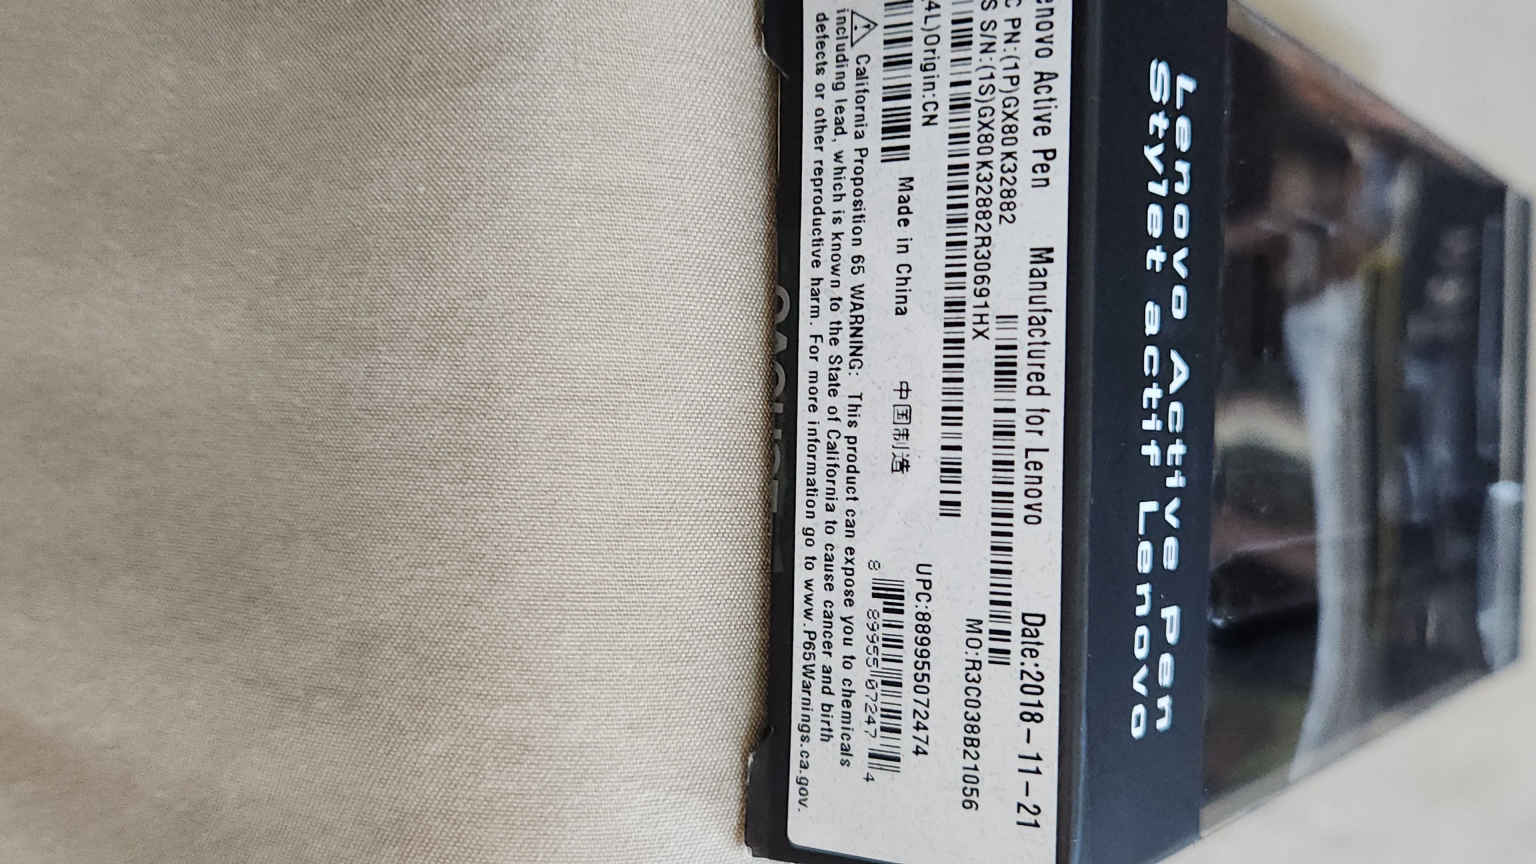 Lenovo Active Pen
Stylet actif Lenovo
enovo Active Pen Manufactured for Lenovo Date:2018-11-21
C PN:(1P)GX80K32882
S S/N:(1S)GX80K32882R30691HX MO:R3C038B21056
4L)Origin:CN
UPC:889955072474
Made in China 中国制造
8 89955 07247 4
California Proposition 65 WARNING: This product can expose you to chemicals
including lead, which is known to the State of California to cause cancer and birth
defects or other reproductive harm. For more information go to www.P65Warnings.ca.gov.